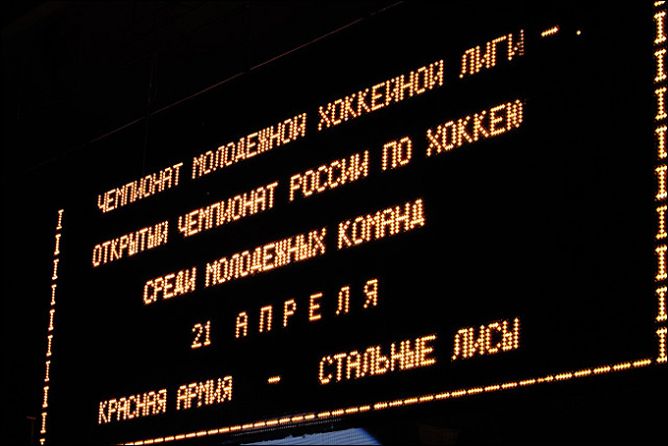 ЧЕМПИОНАТ МОЛОДЕЖНОЙ ХОККЕЙНОЙ ЛИГИ –
ОТКРЫТЫЙ ЧЕМПИОНАТ РОССИИ ПО ХОККЕЮ
СРЕДИ МОЛОДЕЖНЫХ КОМАНД
21 АПРЕЛЯ
КРАСНАЯ АРМИЯ - СТАЛЬНЫЕ ЛИСЫ